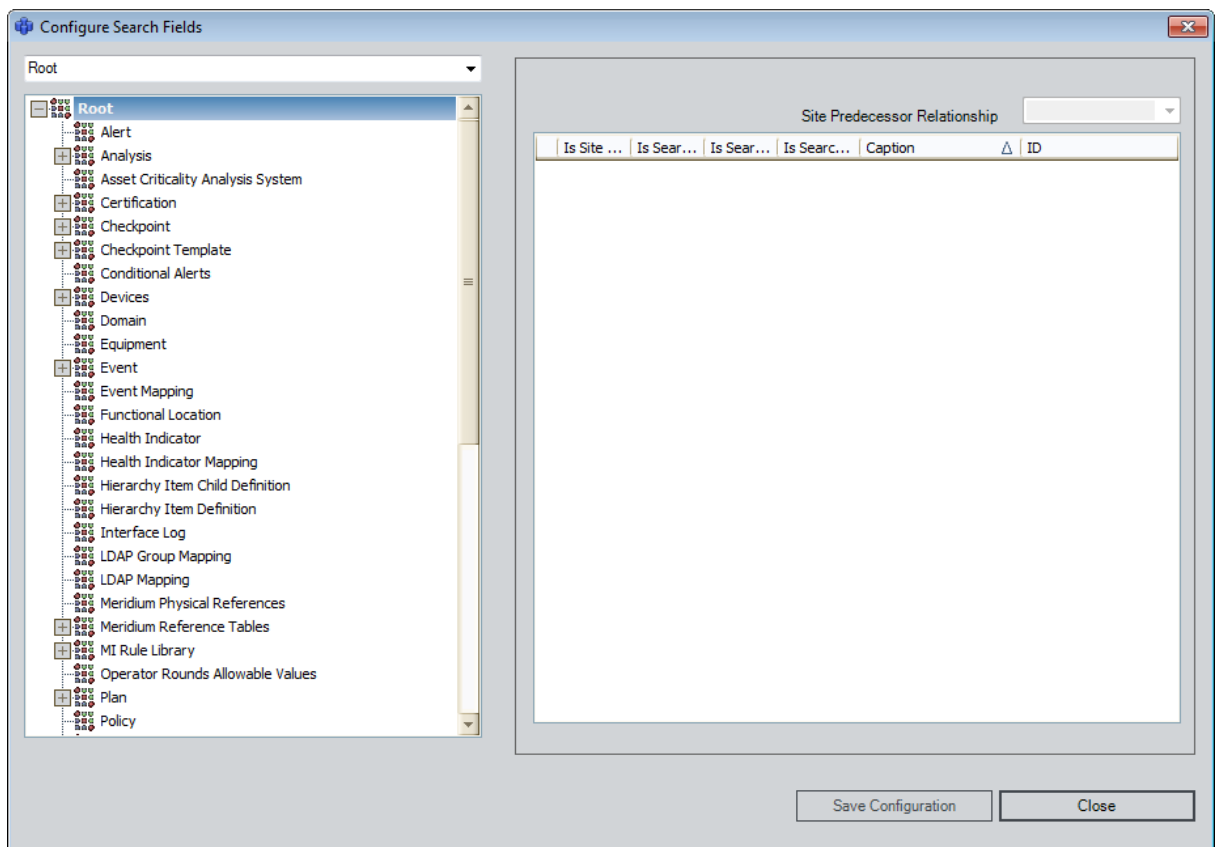 Configure Search Fields
Root
Root
Alert
Analysis
Asset Criticality Analysis System
Certification
Checkpoint
Checkpoint Template
Conditional Alerts
Devices
Domain
Equipment
Event
Event Mapping
Functional Location
Health Indicator
Health Indicator Mapping
Hierarchy Item Child Definition
Hierarchy Item Definition
Interface Log
LDAP Group Mapping
LDAP Mapping
Meridium Physical References
Meridium Reference Tables
MI Rule Library
Operator Rounds Allowable Values
Plan
Policy
Site Predecessor Relationship
Is Site ... Is Sear... Is Sear... Is Searc... Caption ID
Save Configuration Close